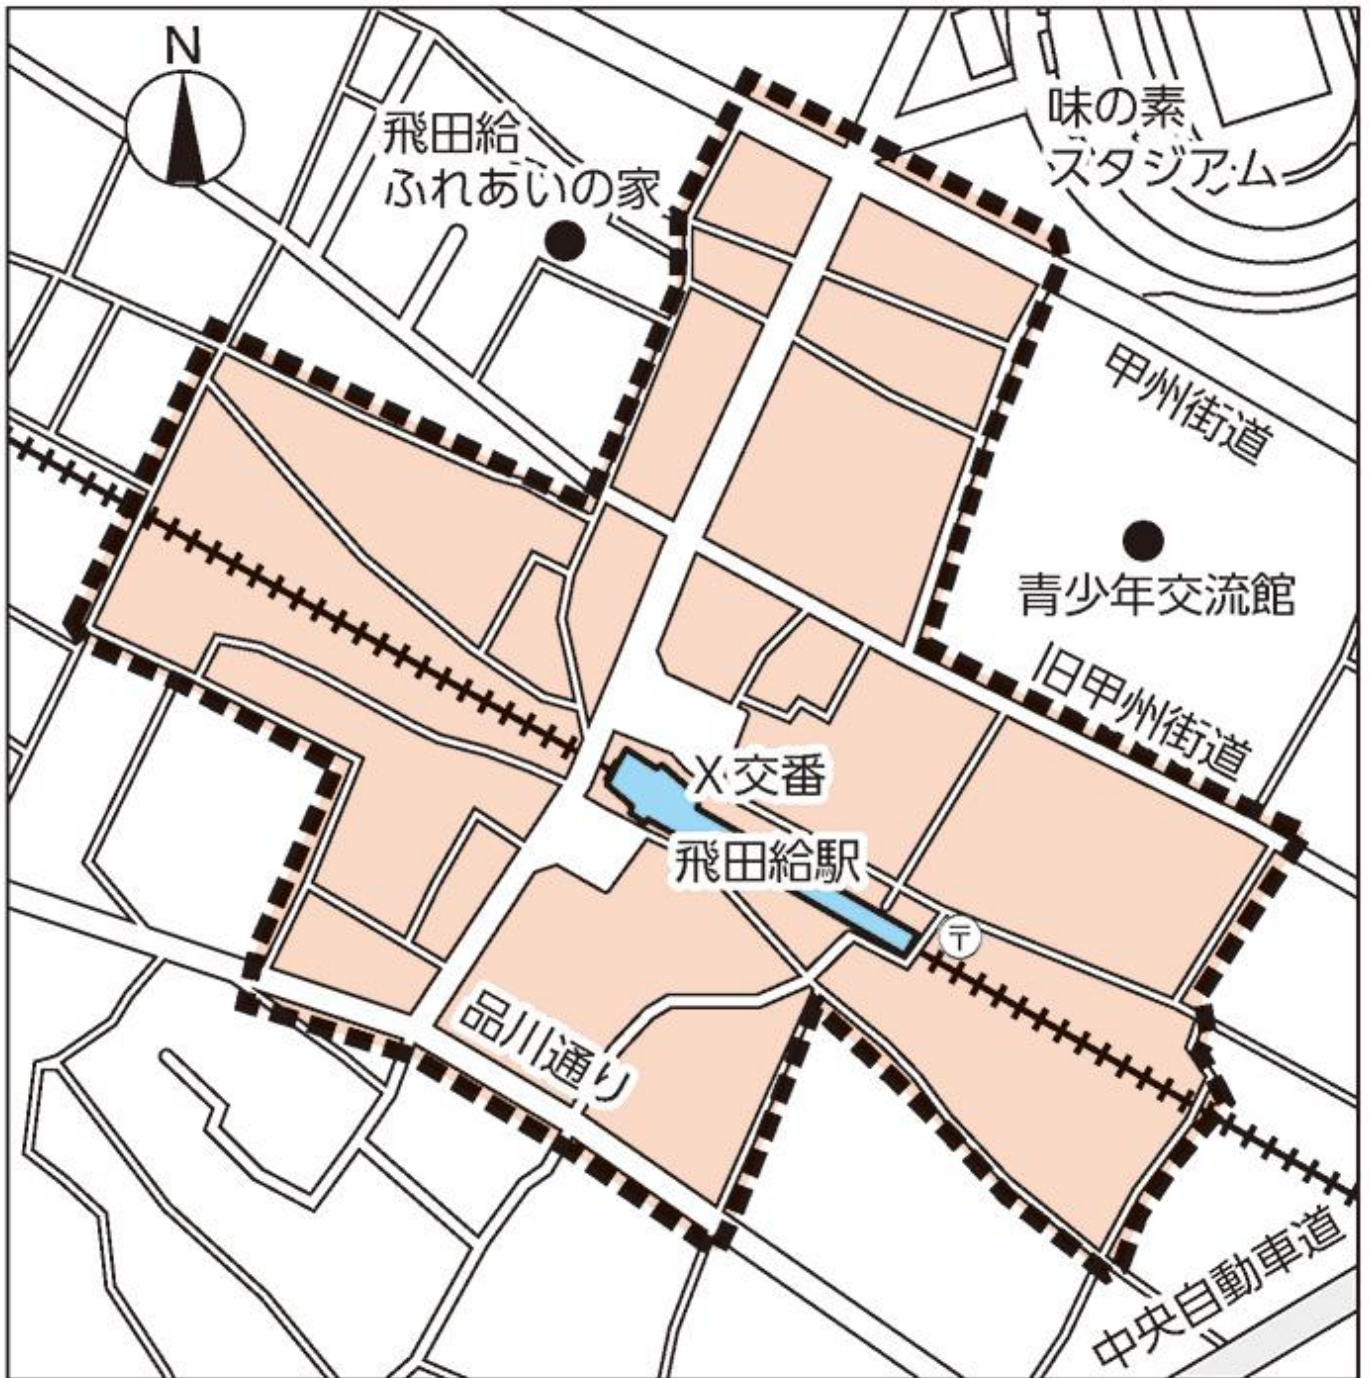 N
飛田給
ふれあいの家
味の素
スタジアム
甲州街道
青少年交流館
旧甲州街道
X 交番
飛田給駅
〒
品川通り
中央自動車道